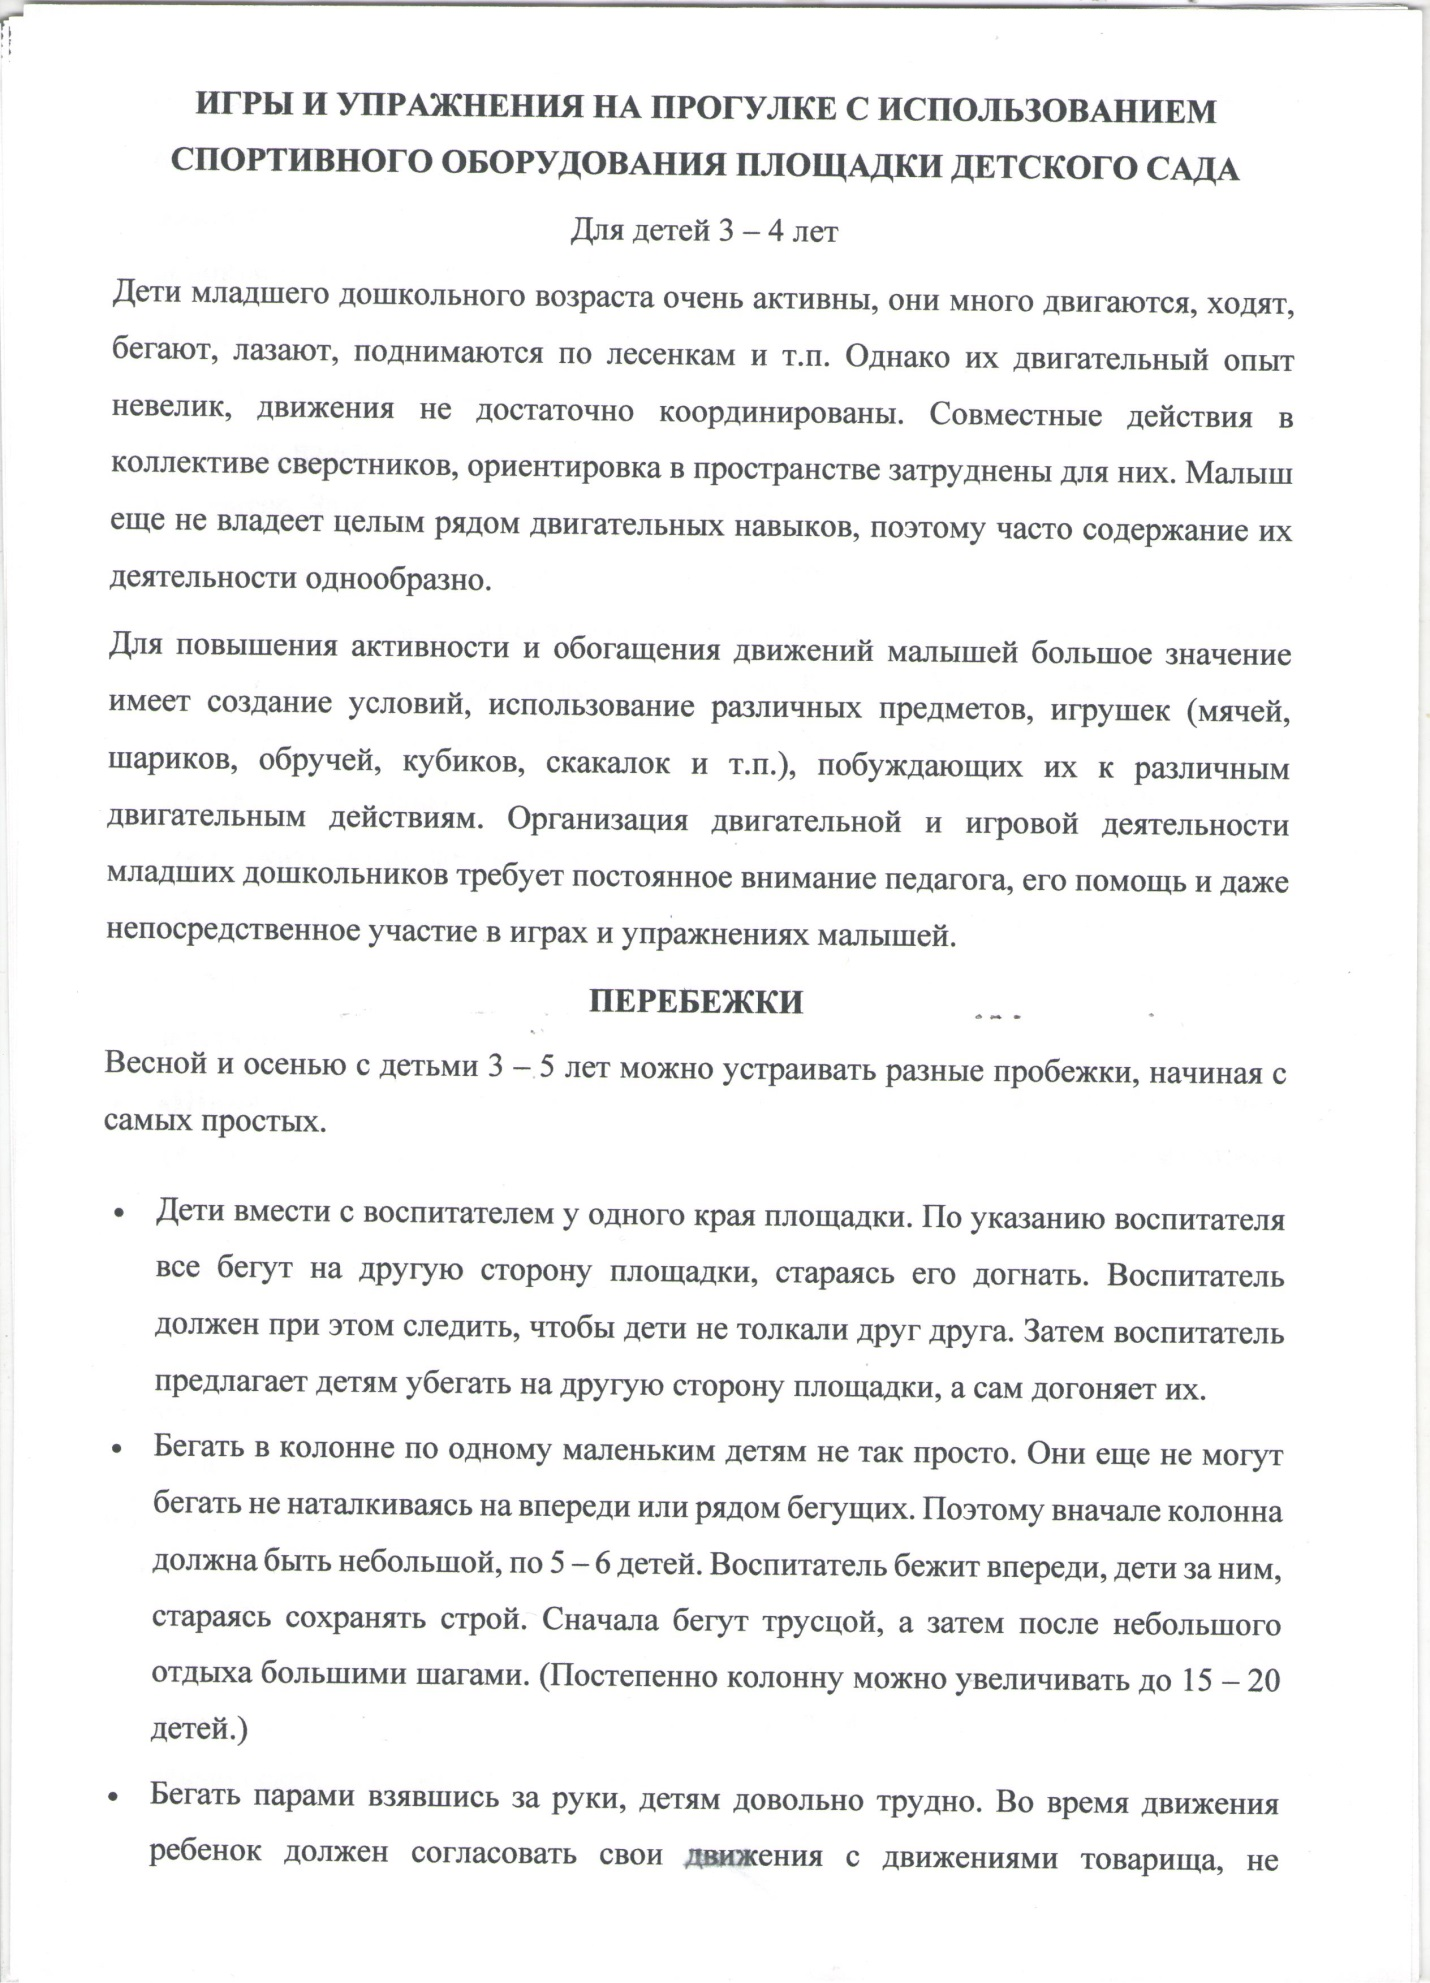 ИГРЫ И УПРАЖНЕНИЯ НА ПРОГУЛКЕ С ИСПОЛЬЗОВАНИЕМ
СПОРТИВНОГО ОБОРУДОВАНИЯ ПЛОЩАДКИ ДЕТСКОГО САДА
Для детей 3 – 4 лет
Дети младшего дошкольного возраста очень активны, они много двигаются, ходят,
бегают, лазают, поднимаются по лесенкам и т.п. Однако их двигательный опыт
невелик, движения не достаточно координированы. Совместные действия в
коллективе сверстников, ориентировка в пространстве затруднены для них. Малыш
еще не владеет целым рядом двигательных навыков, поэтому часто содержание их
деятельности однообразно.
Для повышения активности и обогащения движений малышей большое значение
имеет создание условий, использование различных предметов, игрушек (мячей,
шариков, обручей, кубиков, скакалок и т.п.), побуждающих их к различным
двигательным действиям. Организация двигательной и игровой деятельности
младших дошкольников требует постоянное внимание педагога, его помощь и даже
непосредственное участие в играх и упражнениях малышей.
ПЕРЕБЕЖКИ
Весной и осенью с детьми 3 – 5 лет можно устраивать разные пробежки, начиная с
самых простых.
• Дети вмести с воспитателем у одного края площадки. По указанию воспитателя
все бегут на другую сторону площадки, стараясь его догнать. Воспитатель
должен при этом следить, чтобы дети не толкали друг друга. Затем воспитатель
предлагает детям убегать на другую сторону площадки, а сам догоняет их.
• Бегать в колонне по одному маленьким детям не так просто. Они еще не могут
бегать не наталкиваясь на впереди или рядом бегущих. Поэтому вначале колонна
должна быть небольшой, по 5 – 6 детей. Воспитатель бежит впереди, дети за ним,
стараясь сохранять строй. Сначала бегут трусцой, а затем после небольшого
отдыха большими шагами. (Постепенно колонну можно увеличивать до 15 – 20
детей.)
• Бегать парами взявшись за руки, детям довольно трудно. Во время движения
ребенок должен согласовать свои движения с движениями товарища, не